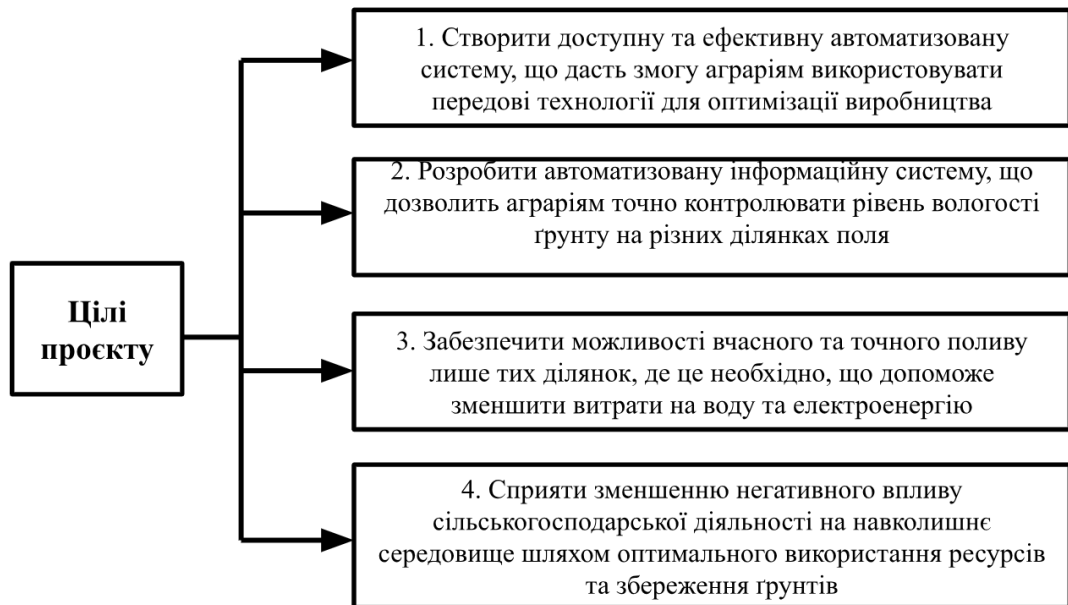 1. Створити доступну та ефективну автоматизовану
систему, що дасть змогу аграріям використовувати
передові технології для оптимізації виробництва
2. Розробити автоматизовану інформаційну систему, що
дозволить аграріям точно контролювати рівень вологості
ґрунту на різних ділянках поля
Цілі
проєкту
3. Забезпечити можливості вчасного та точного поливу
лише тих ділянок, де це необхідно, що допоможе
зменшити витрати на воду та електроенергію
4. Сприяти зменшенню негативного впливу
сільськогосподарської діяльності на навколишнє
середовище шляхом оптимального використання ресурсів
та збереження ґрунтів